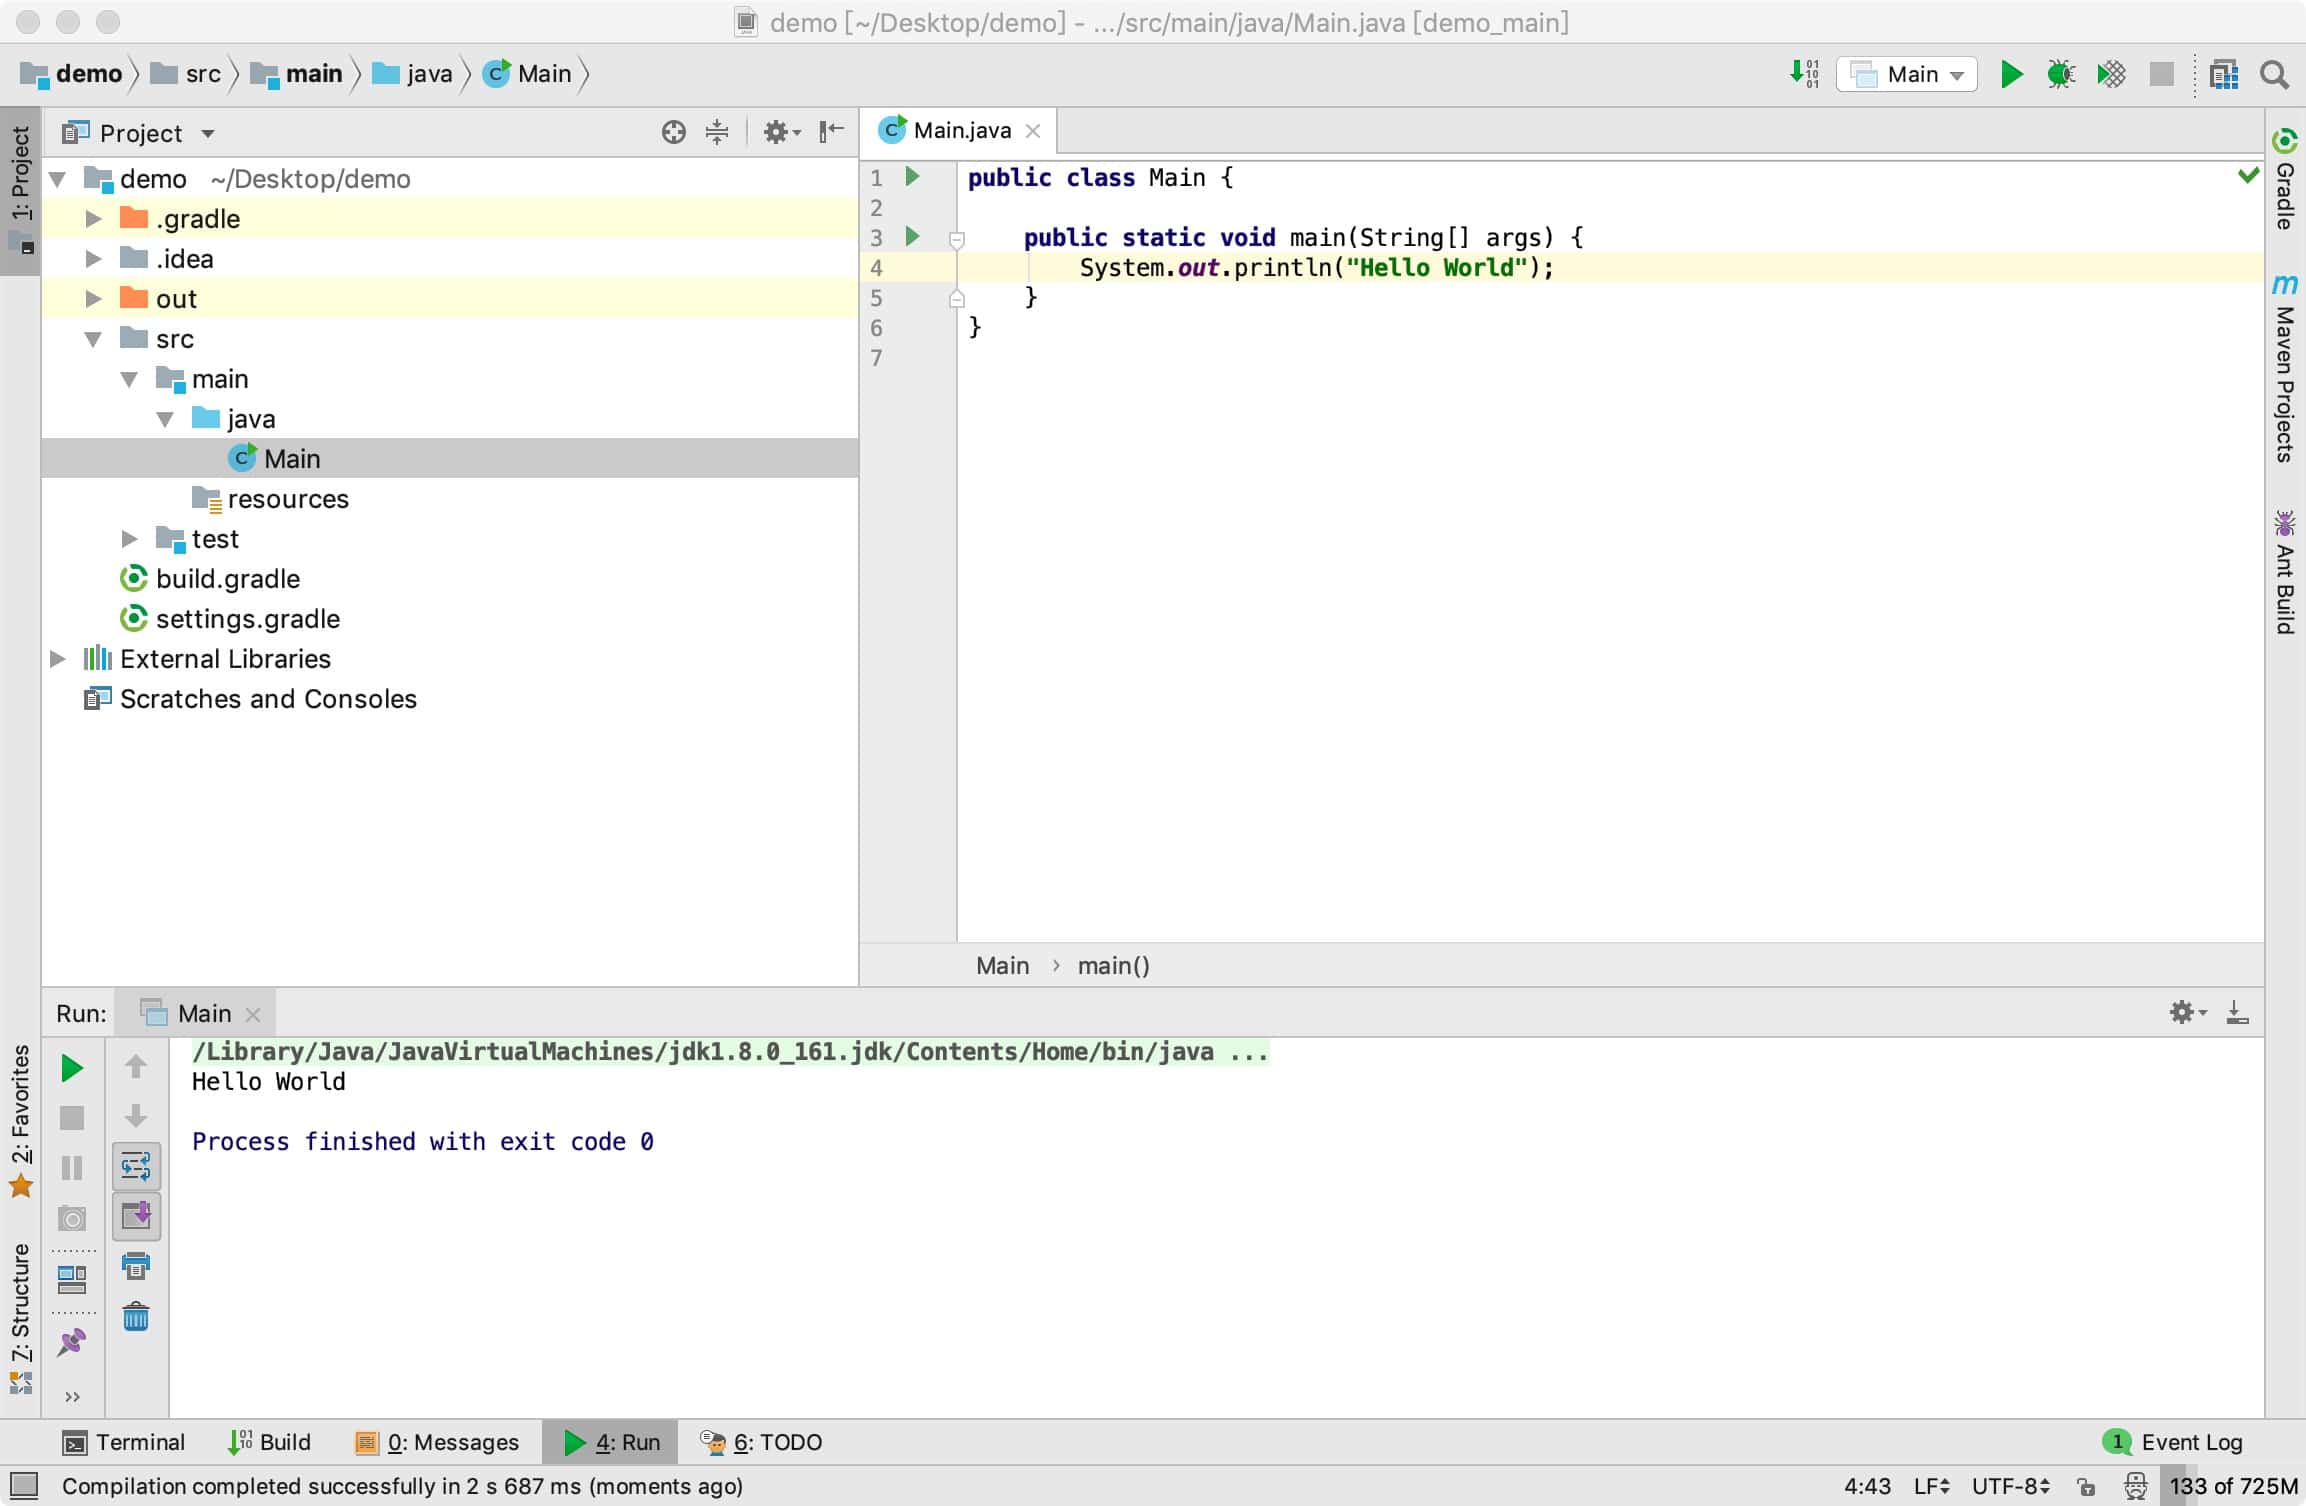 demo [~/Desktop/demo] - .../src/main/java/Main.java [demo_main]
demo src main java Main
Main
1: Project
Project
demo ~/Desktop/demo
.gradle
.idea
out
src
main
java
Main
resources
test
build.gradle
settings.gradle
External Libraries
Scratches and Consoles
Main.java
1 public class Main {
2
3     public static void main(String[] args) {
4         System.out.println("Hello World");
5     }
6 }
7
Main › main()
Gradle
Maven Projects
Ant Build
Run: Main
/Library/Java/JavaVirtualMachines/jdk1.8.0_161.jdk/Contents/Home/bin/java ...
Hello World
Process finished with exit code 0
2: Favorites
7: Structure
Terminal Build 0: Messages 4: Run 6: TODO 1 Event Log
Compilation completed successfully in 2 s 687 ms (moments ago) 4:43 LF UTF-8 133 of 725M